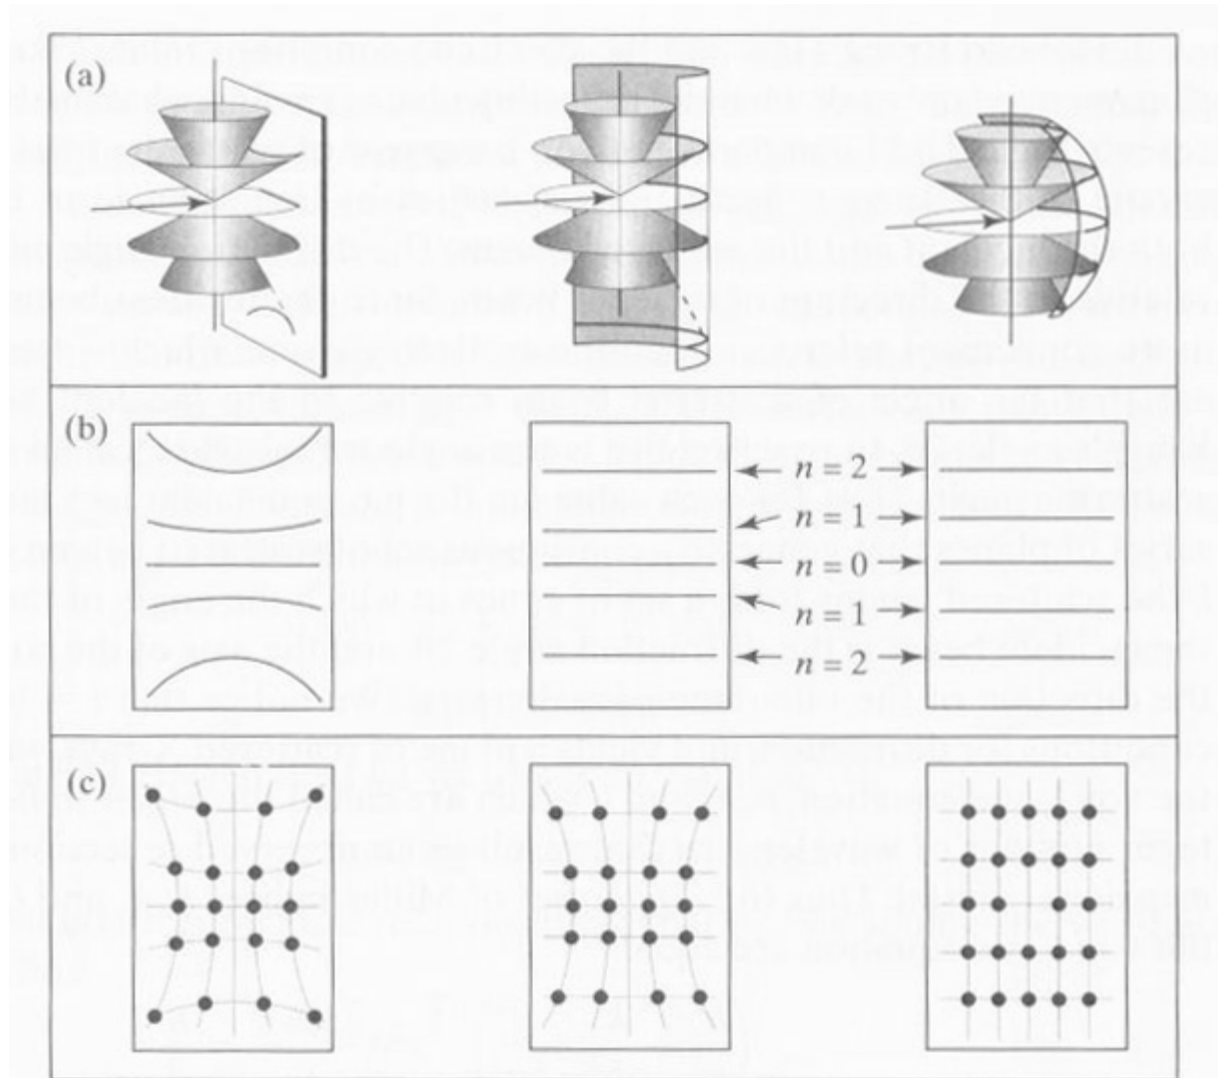 (a)
(b)
n = 2
n = 1
n = 0
n = 1
n = 2
(c)